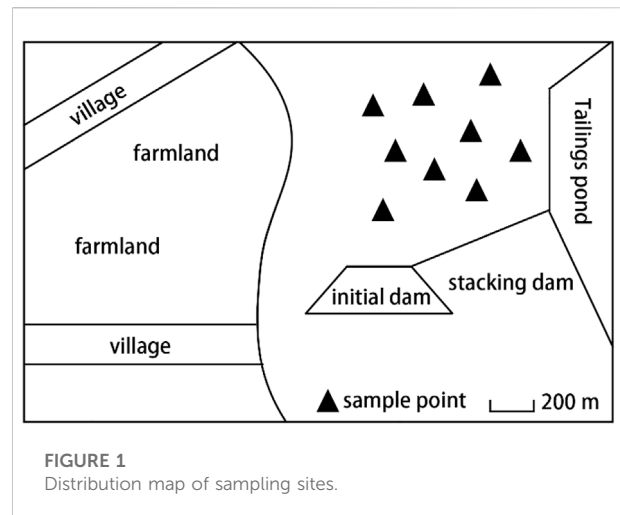 village
farmland
Tailings pond
farmland
stacking dam
initial dam
village
sample point
200 m
FIGURE 1
Distribution map of sampling sites.